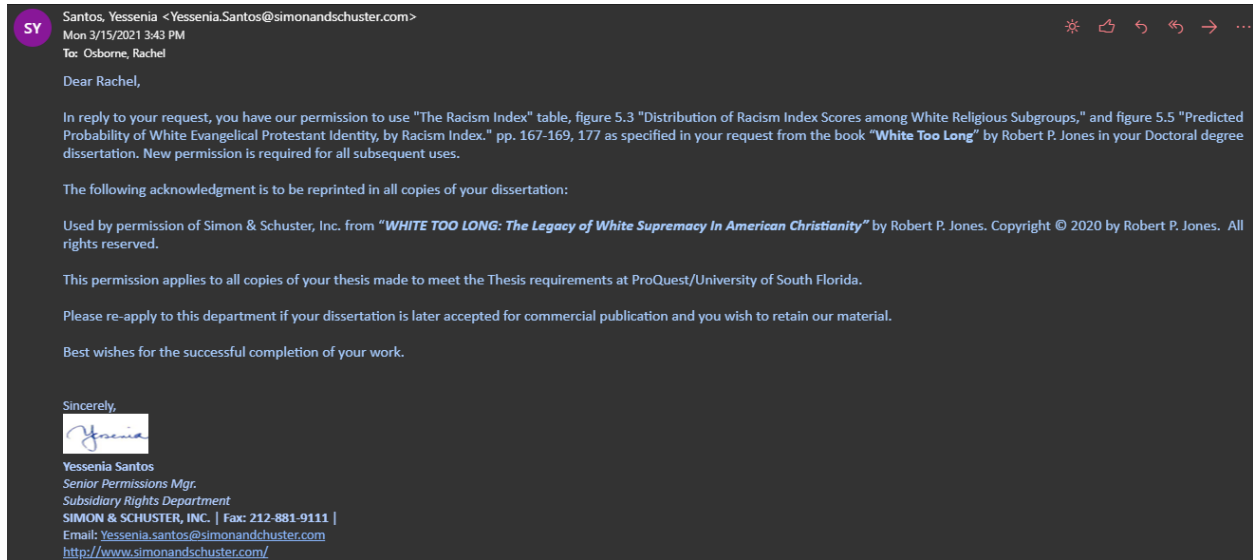 SY
Santos, Yessenia <Yessenia.Santos@simonandschuster.com>
Mon 3/15/2021 3:43 PM
To: Osborne, Rachel
Dear Rachel,
In reply to your request, you have our permission to use "The Racism Index" table, figure 5.3 "Distribution of Racism Index Scores among White Religious Subgroups," and figure 5.5 "Predicted
Probability of White Evangelical Protestant Identity, by Racism Index." pp. 167-169, 177 as specified in your request from the book “White Too Long” by Robert P. Jones in your Doctoral degree
dissertation. New permission is required for all subsequent uses.
The following acknowledgment is to be reprinted in all copies of your dissertation:
Used by permission of Simon & Schuster, Inc. from “WHITE TOO LONG: The Legacy of White Supremacy In American Christianity” by Robert P. Jones. Copyright © 2020 by Robert P. Jones. All
rights reserved.
This permission applies to all copies of your thesis made to meet the Thesis requirements at ProQuest/University of South Florida.
Please re-apply to this department if your dissertation is later accepted for commercial publication and you wish to retain our material.
Best wishes for the successful completion of your work.
Sincerely,
Yessenia
Yessenia Santos
Senior Permissions Mgr.
Subsidiary Rights Department
SIMON & SCHUSTER, INC. | Fax: 212-881-9111 |
Email: Yessenia.santos@simonandchuster.com
http://www.simonandschuster.com/